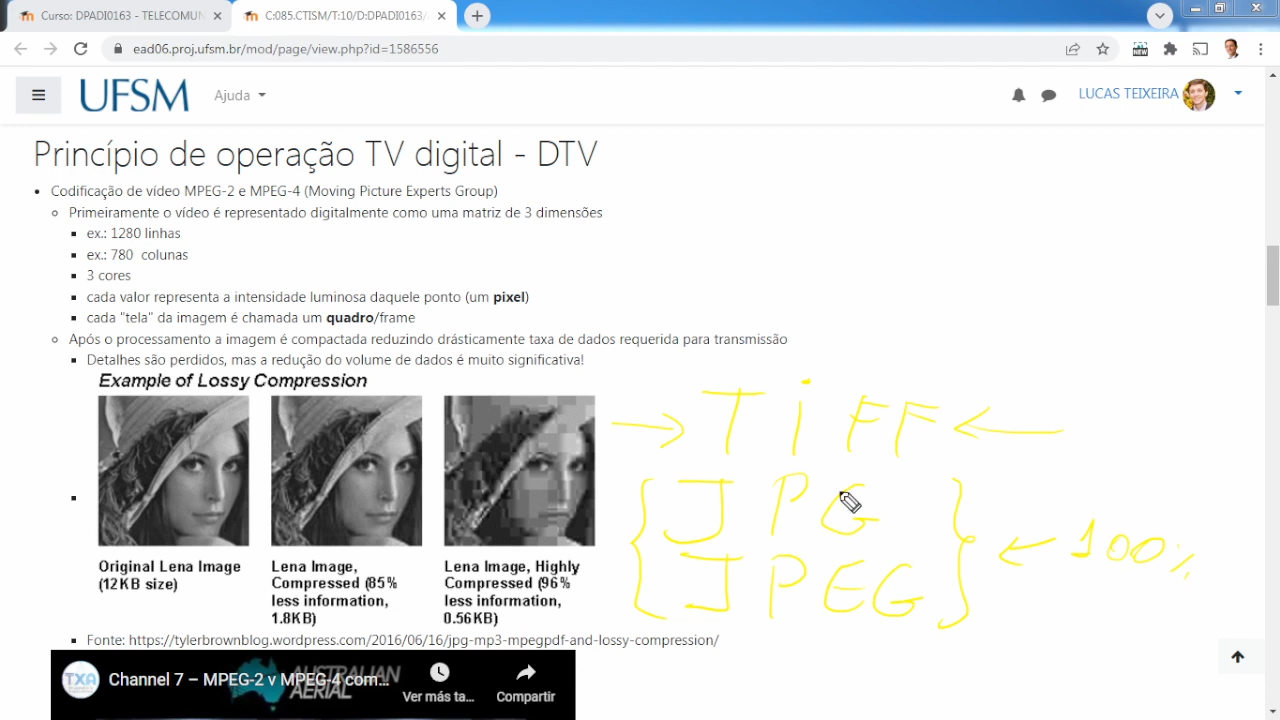 Curso: DPADI0163 - TELECOMUN
C:085.CTISM/T:10/D:DPADI0163/
ead06.proj.ufsm.br/mod/page/view.php?id=1586556
NEW
UFSM
Ajuda
LUCAS TEIXEIRA
Princípio de operação TV digital - DTV
Codificação de vídeo MPEG-2 e MPEG-4 (Moving Picture Experts Group)
Primeiramente o vídeo é representado digitalmente como uma matriz de 3 dimensões
ex.: 1280 linhas
ex.: 780 colunas
3 cores
cada valor representa a intensidade luminosa daquele ponto (um pixel)
cada "tela" da imagem é chamada um quadro/frame
Após o processamento a imagem é compactada reduzindo drásticamente taxa de dados requerida para transmissão
Detalhes são perdidos, mas a redução do volume de dados é muito significativa!
Example of Lossy Compression
Original Lena Image
(12KB size)
Lena Image,
Compressed (85%
less information,
1.8KB)
Lena Image, Highly
Compressed (96%
less information,
0.56KB)
TiFF
JPG
JPEG
100%
Fonte: https://tylerbrownblog.wordpress.com/2016/06/16/jpg-mp3-mpegpdf-and-lossy-compression/
TXA
Channel 7 – MPEG-2 v MPEG-4 com...
AUSTRALIAN
AERIAL
Ver más ta...
Compartir